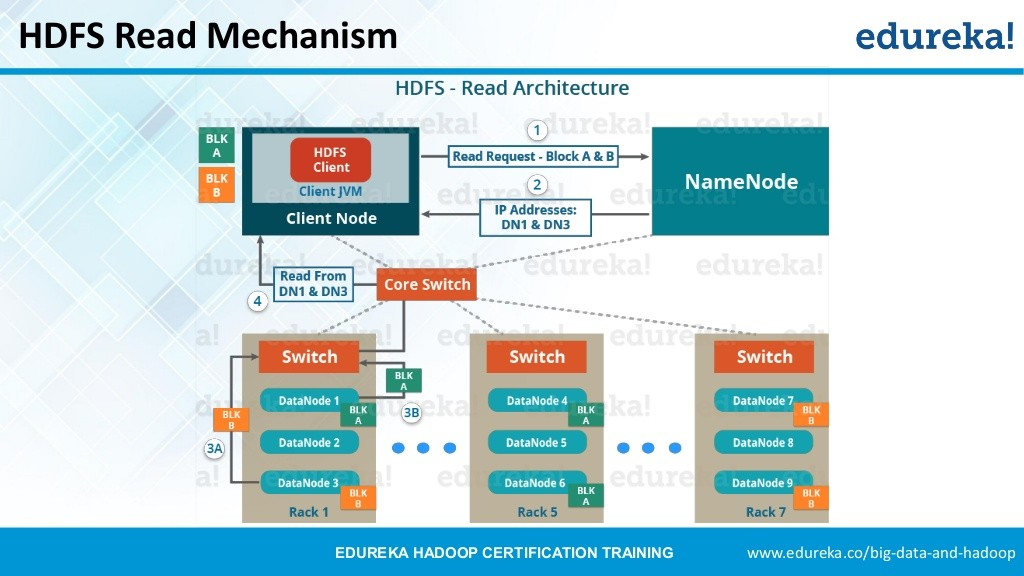 HDFS Read Mechanism
edureka!
HDFS - Read Architecture
BLK
A
BLK
B
HDFS
Client
Client JVM
Client Node
1
Read Request - Block A & B
2
IP Addresses:
DN1 & DN3
NameNode
Read From
DN1 & DN3
4
Core Switch
Switch
BLK
A
DataNode 1
BLK
A
3B
BLK
B
3A
DataNode 2
DataNode 3
BLK
B
Rack 1
Switch
DataNode 4
BLK
A
DataNode 5
DataNode 6
BLK
A
Rack 5
Switch
DataNode 7
BLK
B
DataNode 8
DataNode 9
BLK
B
Rack 7
EDUREKA HADOOP CERTIFICATION TRAINING
www.edureka.co/big-data-and-hadoop